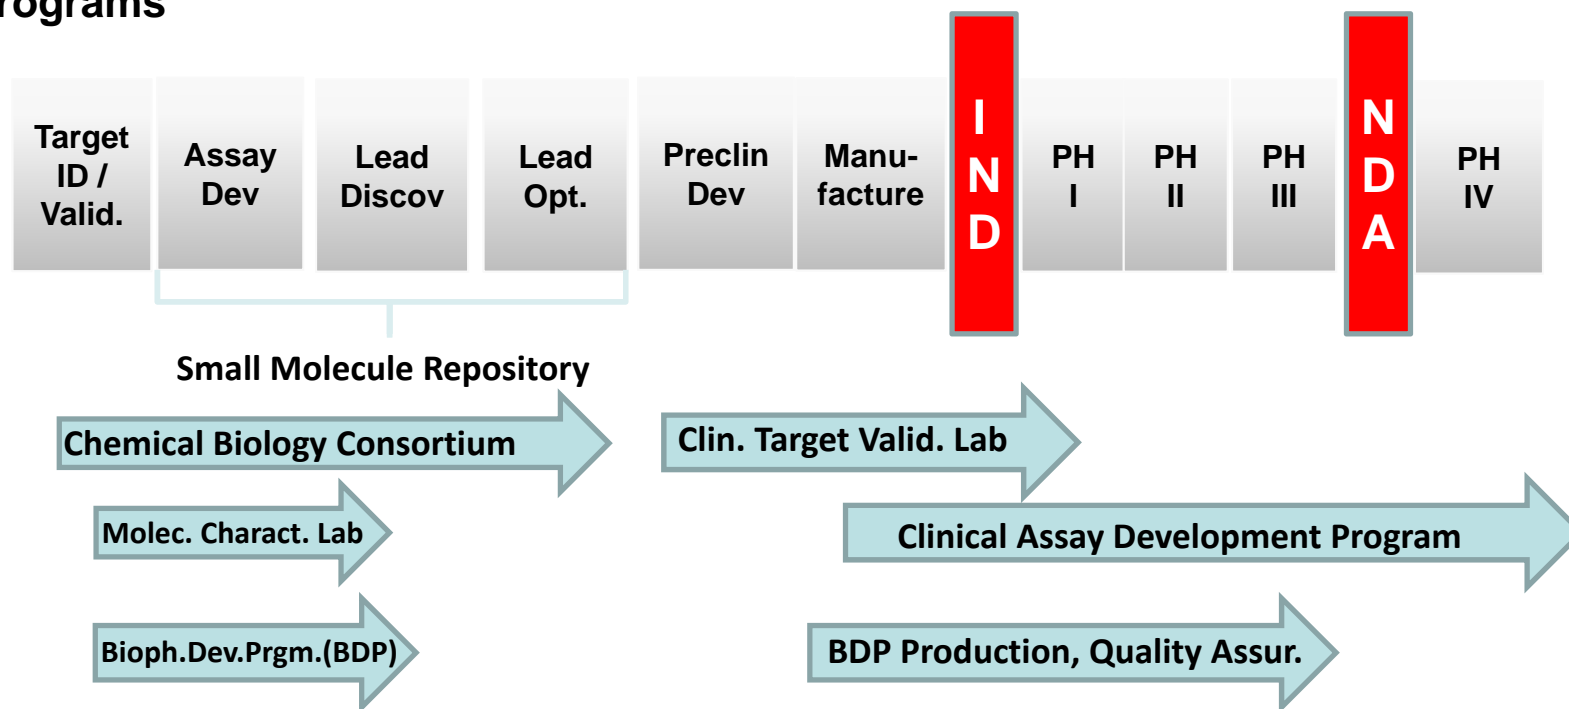 Target
ID /
Valid.
Assay
Dev
Lead
Discov
Lead
Opt.
Preclin
Dev
Manu-
facture
I
N
D
PH
I
PH
II
PH
III
N
D
A
PH
IV
Small Molecule Repository
Chemical Biology Consortium
Clin. Target Valid. Lab
Molec. Charact. Lab
Clinical Assay Development Program
Bioph.Dev.Prgm.(BDP)
BDP Production, Quality Assur.